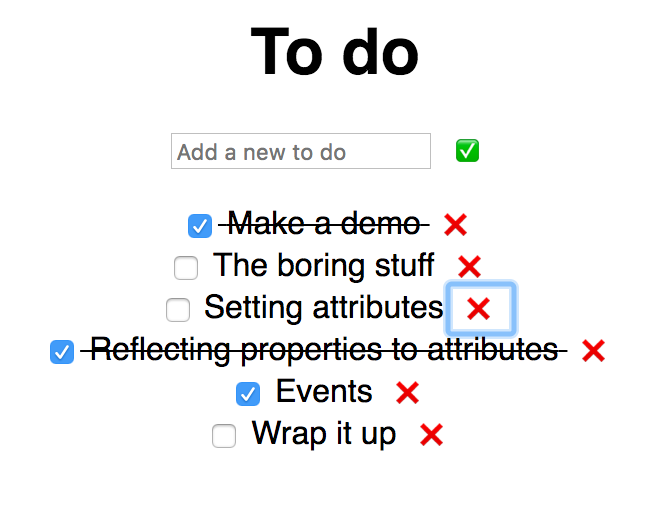 To do
Add a new to do
Make a demo
The boring stuff
Setting attributes
Reflecting properties to attributes
Events
Wrap it up